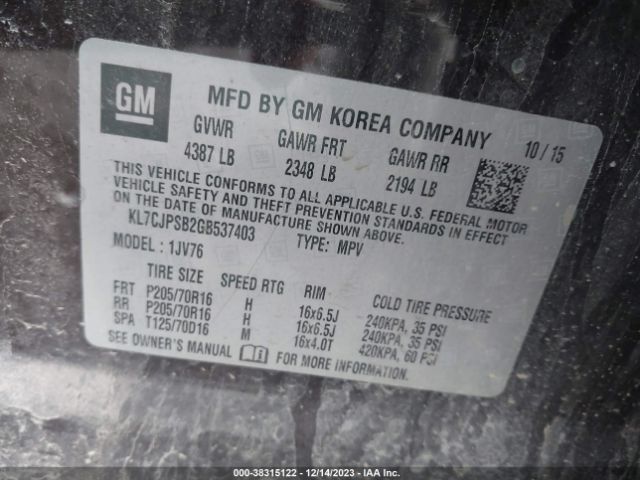 GM
MFD BY GM KOREA COMPANY
10 / 15
GVWR GAWR FRT GAWR RR
4387 LB 2348 LB 2194 LB
THIS VEHICLE CONFORMS TO ALL APPLICABLE U.S. FEDERAL MOTOR
VEHICLE SAFETY AND THEFT PREVENTION STANDARDS IN EFFECT
ON THE DATE OF MANUFACTURE SHOWN ABOVE.
KL7CJPSB2GB537403 TYPE: MPV
MODEL : 1JV76
TIRE SIZE SPEED RTG RIM COLD TIRE PRESSURE
FRT P205/70R16 H 16x6.5J 240KPA, 35 PSI
RR P205/70R16 H 16x6.5J 240KPA, 35 PSI
SPA T125/70D16 M 16x4.0T 420KPA, 60 PSI
SEE OWNER'S MANUAL FOR MORE INFORMATION.
000-38315122 - 12/14/2023 - IAA Inc.